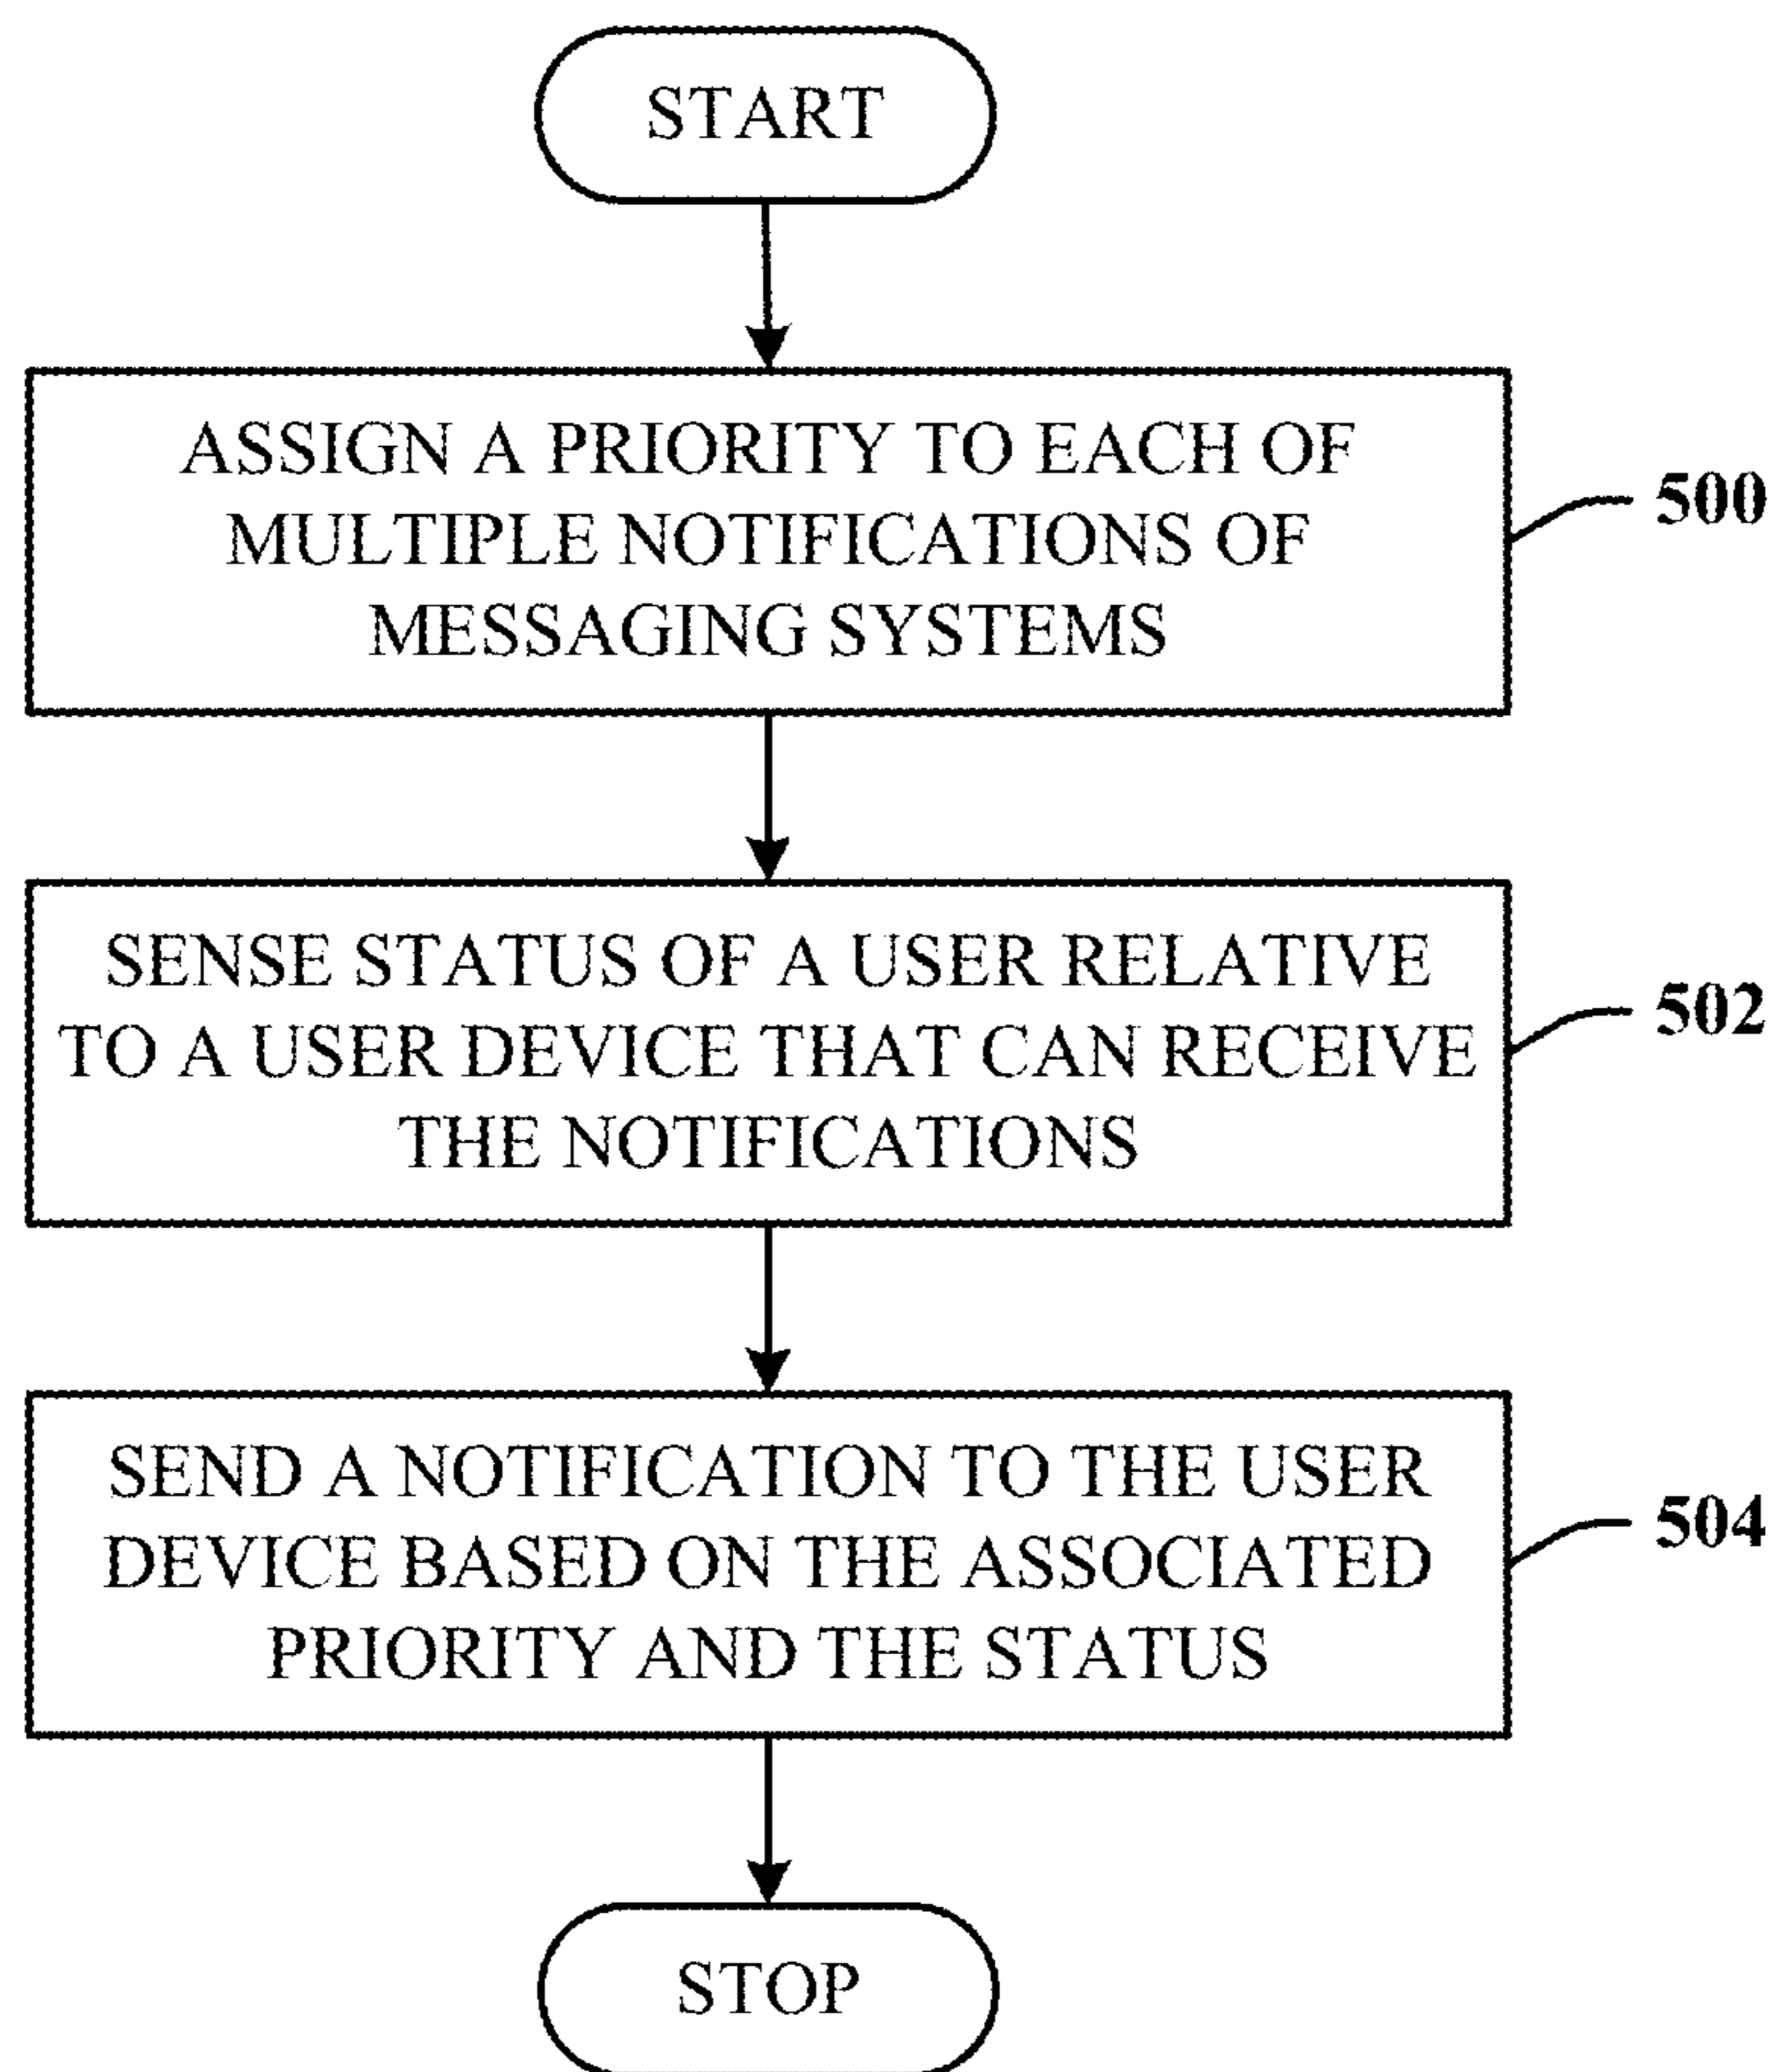 START
ASSIGN A PRIORITY TO EACH OF
MULTIPLE NOTIFICATIONS OF
MESSAGING SYSTEMS
500
SENSE STATUS OF A USER RELATIVE
TO A USER DEVICE THAT CAN RECEIVE
THE NOTIFICATIONS
502
SEND A NOTIFICATION TO THE USER
DEVICE BASED ON THE ASSOCIATED
PRIORITY AND THE STATUS
504
STOP